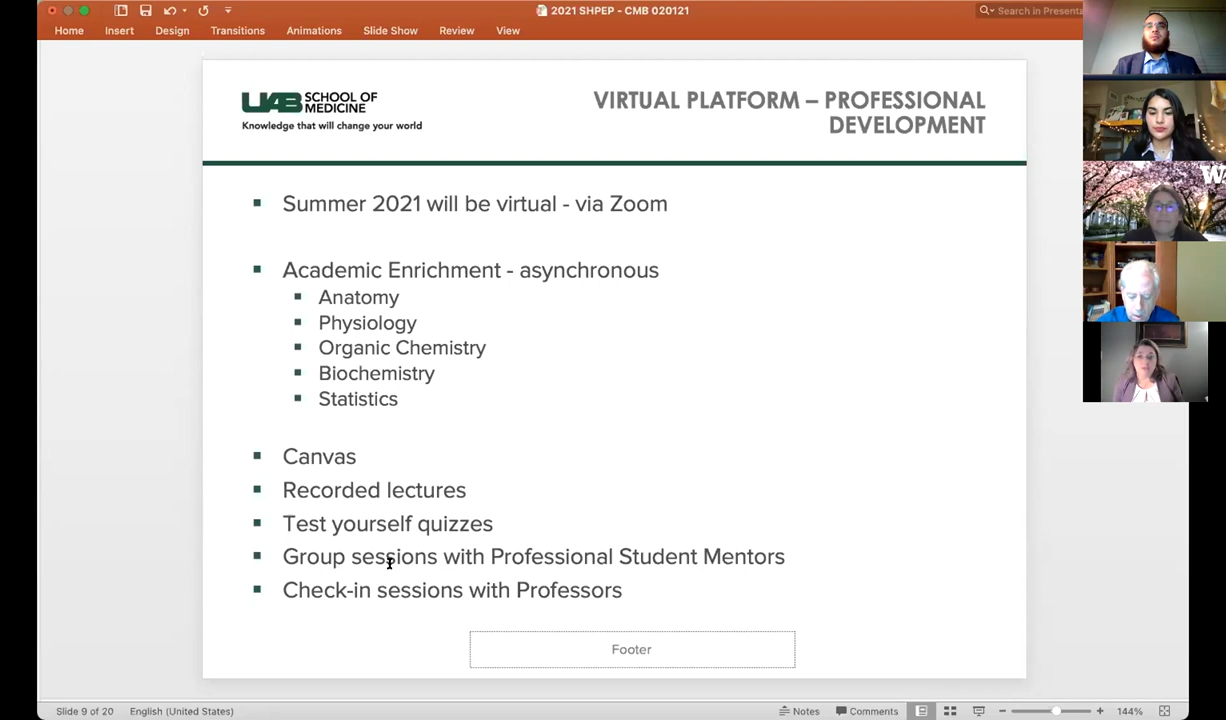 2021 SHPEP - CMB 020121
Search in Presenta
Home Insert Design Transitions Animations Slide Show Review View
UAB SCHOOL OF MEDICINE
Knowledge that will change your world
VIRTUAL PLATFORM – PROFESSIONAL
DEVELOPMENT
Summer 2021 will be virtual - via Zoom
Academic Enrichment - asynchronous
Anatomy
Physiology
Organic Chemistry
Biochemistry
Statistics
Canvas
Recorded lectures
Test yourself quizzes
Group sessions with Professional Student Mentors
Check-in sessions with Professors
Footer
W
Slide 9 of 20 English (United States) Notes Comments 144%